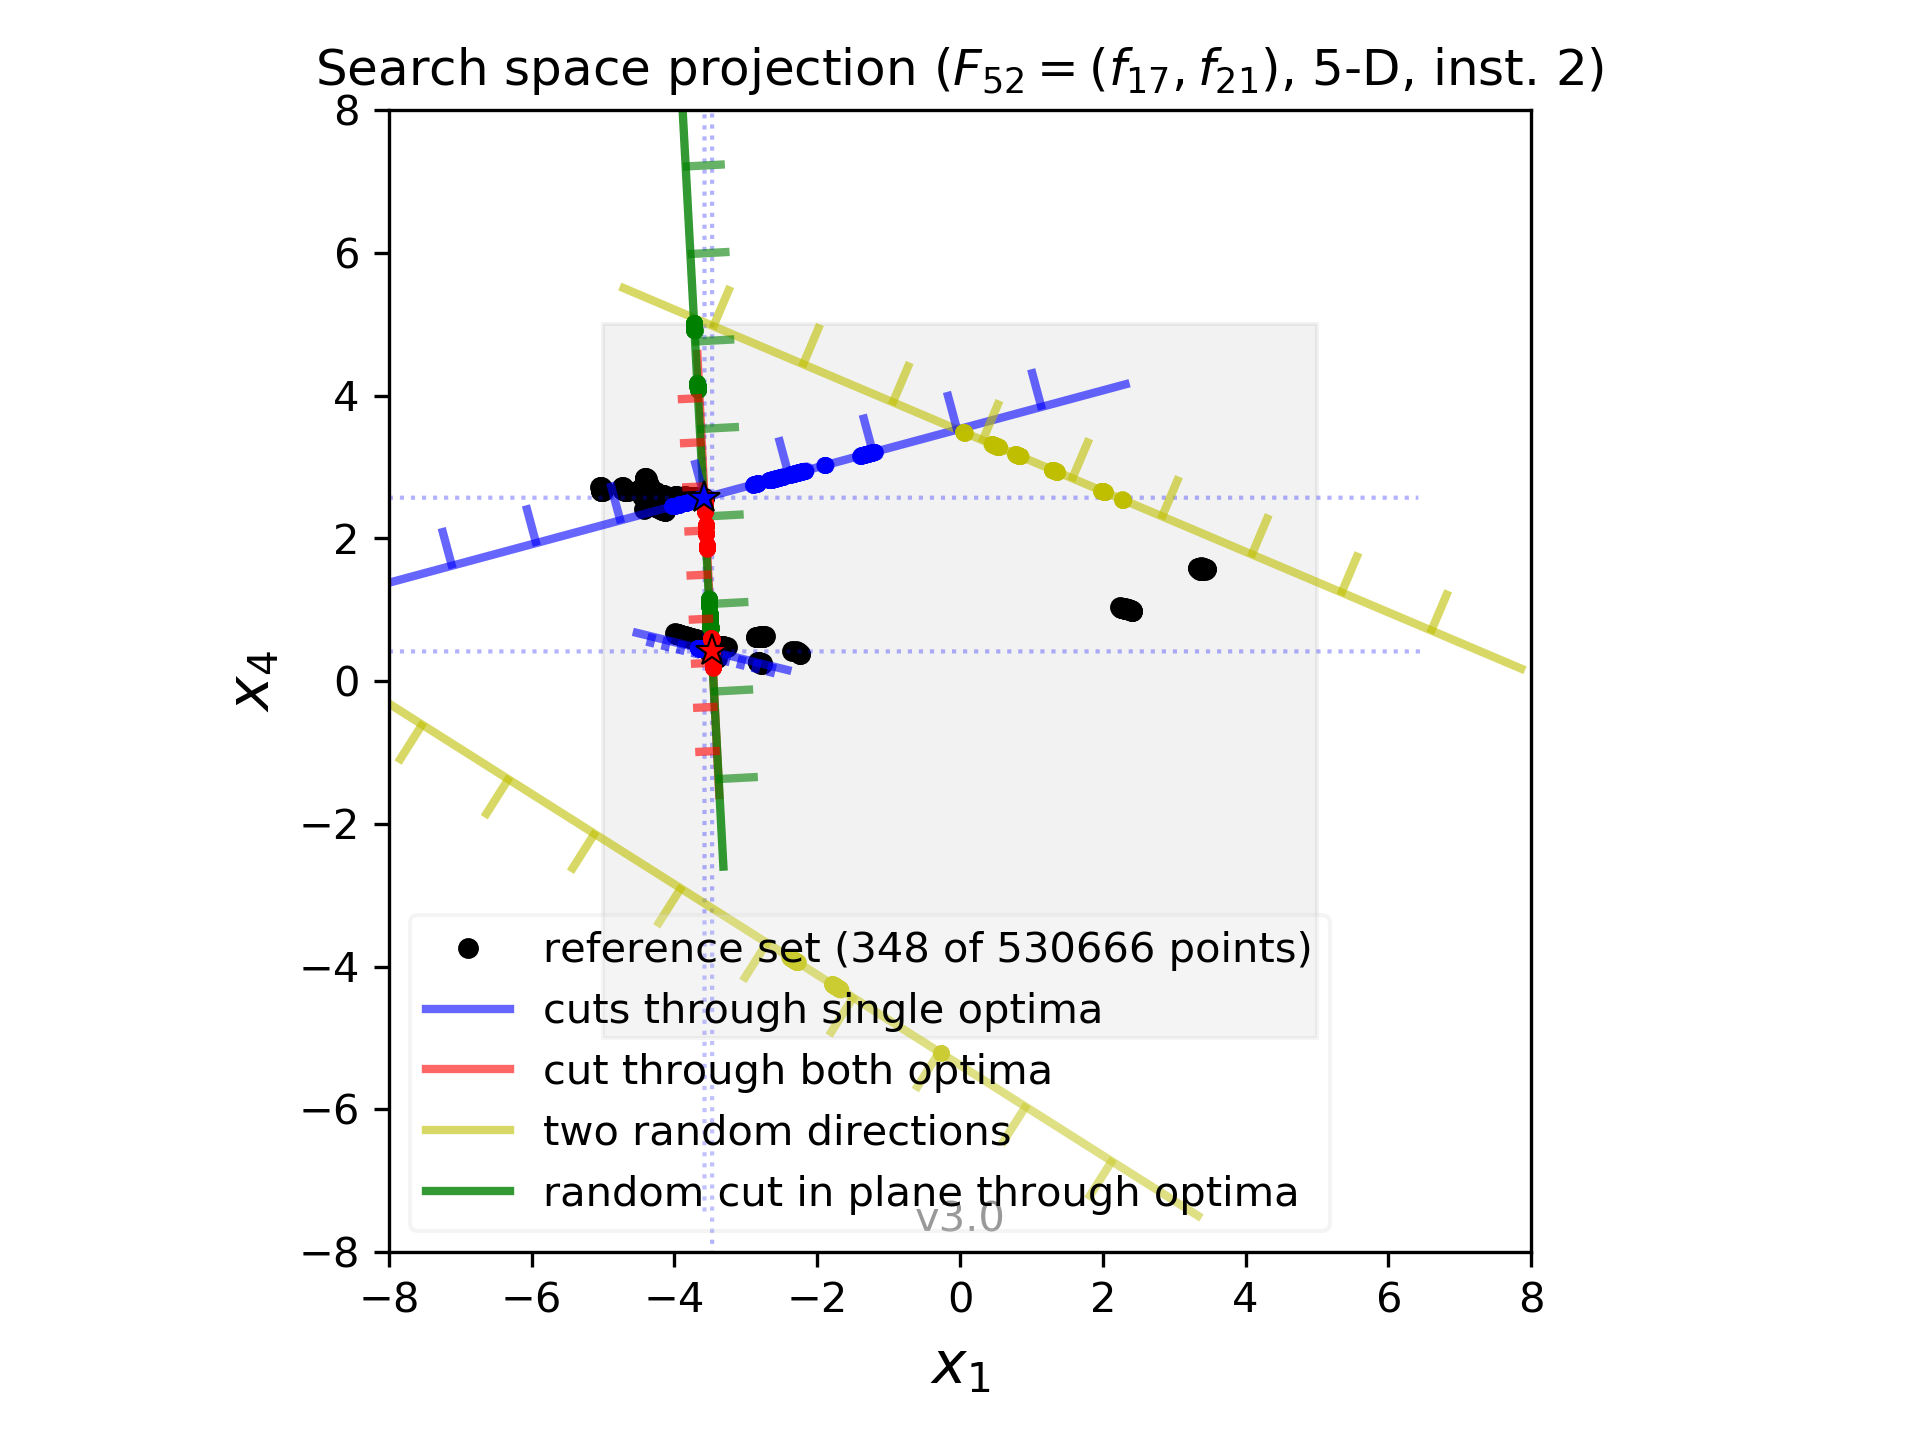 Search space projection (F₅₂ = (f₁₇, f₂₁), 5-D, inst. 2)
8
6
4
2
0
−2
−4
−6
−8
x₄
reference set (348 of 530666 points)
cuts through single optima
cut through both optima
two random directions
random cut in plane through optima
v3.0
−8 −6 −4 −2 0 2 4 6 8
x₁